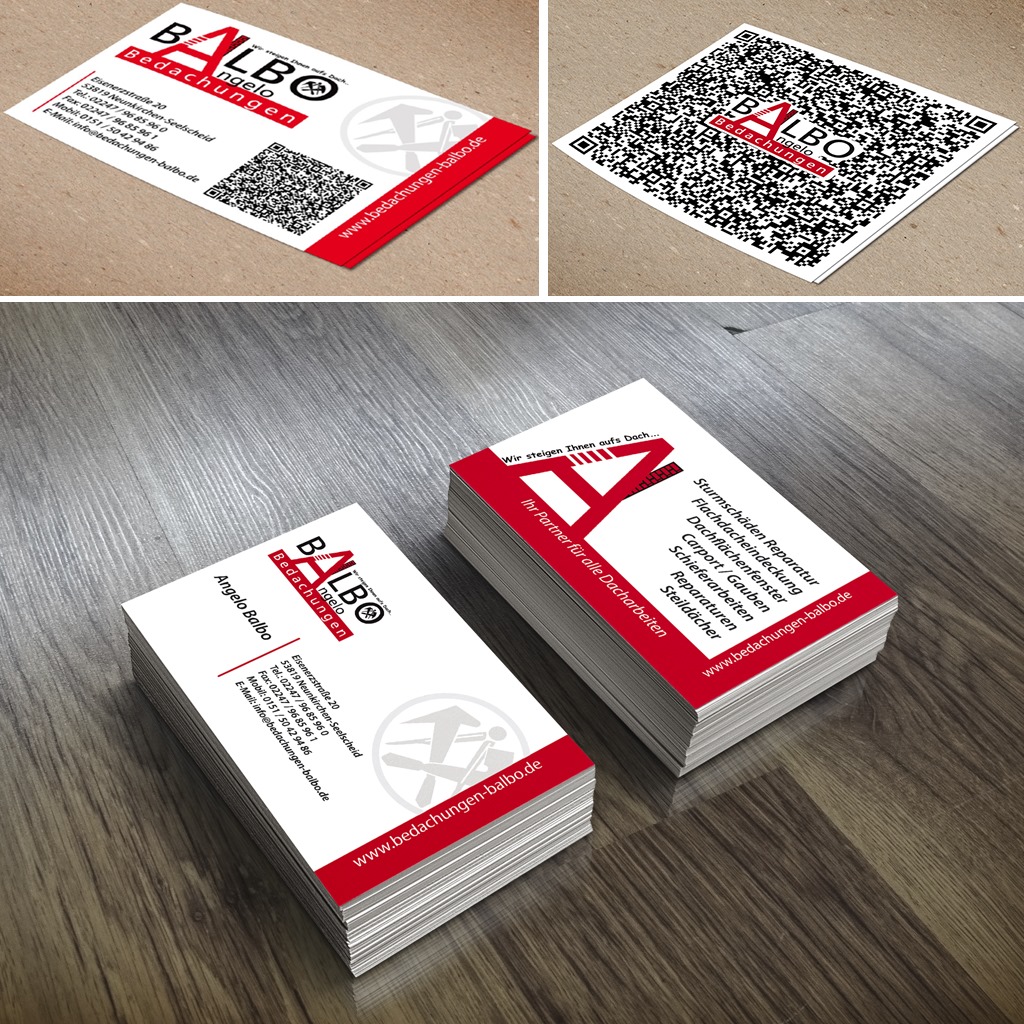 BALBO
Angelo
Wir steigen Ihnen aufs Dach...
Bedachungen
Eisenerzstraße 20
53819 Neunkirchen-Seelscheid
Tel.: 02247 / 96 85 96 0
Fax: 02247 / 96 85 96 1
Mobil: 0151 / 50 42 94 86
E-Mail: info@bedachungen-balbo.de
www.bedachungen-balbo.de
BALBO
Angelo
Bedachungen
BALBO
Wir steigen Ihnen aufs Dach...
Angelo
Bedachungen
Angelo Balbo
Eisenerzstraße 20
53819 Neunkirchen-Seelscheid
Tel.: 02247 / 96 85 96 0
Fax: 02247 / 96 85 96 1
Mobil: 0151 / 50 42 94 86
E-Mail: info@bedachungen-balbo.de
www.bedachungen-balbo.de
Wir steigen Ihnen aufs Dach...
A
Ihr Partner für alle Dacharbeiten
Sturmschäden Reparatur
Flachdacheindeckung
Dachflächenfenster
Carport / Gauben
Schieferarbeiten
Reparaturen
Steildächer
www.bedachungen-balbo.de